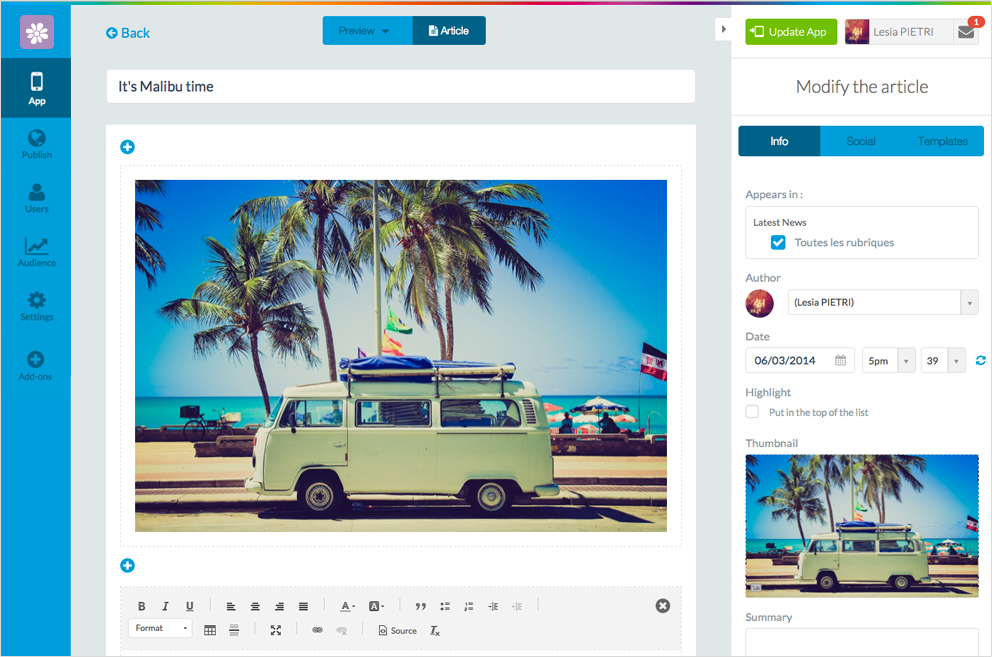 Back
Preview
Article
Update App
Lesia PIETRI
1
App
Publish
Users
Audience
Settings
Add-ons
It's Malibu time
B I U
A
A
Format
Source
Modify the article
Info
Social
Templates
Appears in :
Latest News
Toutes les rubriques
Author
(Lesia PIETRI)
Date
06/03/2014
5pm
39
Highlight
Put in the top of the list
Thumbnail
Summary